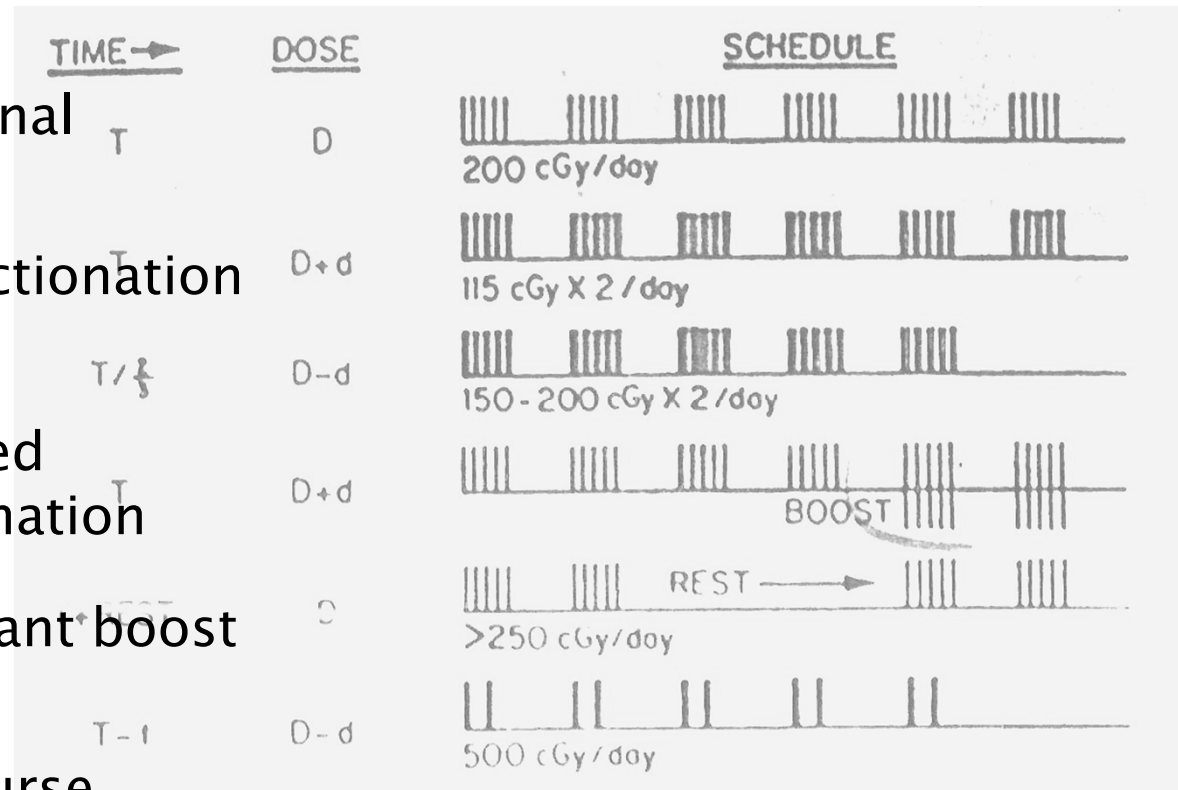 TIME→ DOSE SCHEDULE
nal
T D
200 cGy/day
ctionation
T D+d
115 cGy X 2/day
T/ D-d
150-200 cGy X 2/day
ed
T D+d
nation
BOOST
REST →
ant boost
>250 cGy/day
T-t D-d
500 cGy/day
urse